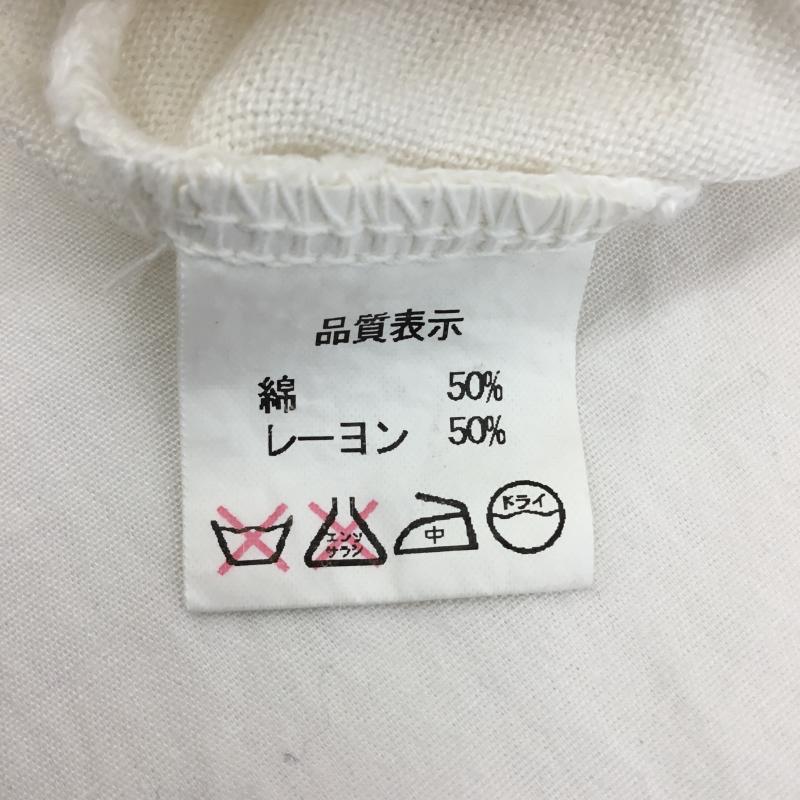 品質表示
綿 50%
レーヨン 50%
エンソ
サラシ
中
ドライ